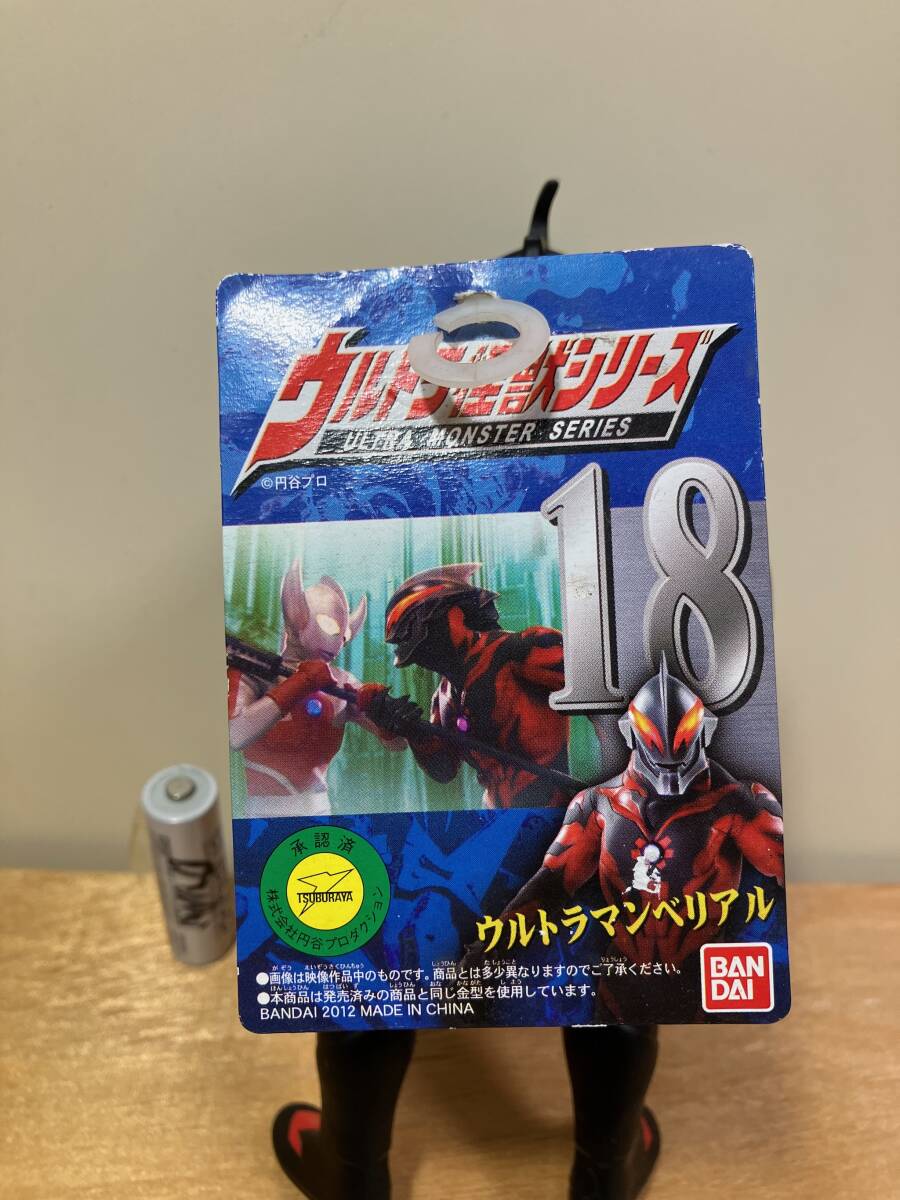 ウルトラ怪獣シリーズ
ULTRA MONSTER SERIES
©円谷プロ
18
承認済
TSUBURAYA
株式会社円谷プロダクション
ウルトラマンベリアル
●画像は映像作品中のものです。商品とは多少異なりますのでご了承ください。
●本商品は発売済みの商品と同じ金型を使用しています。
BANDAI 2012 MADE IN CHINA
BAN
DAI